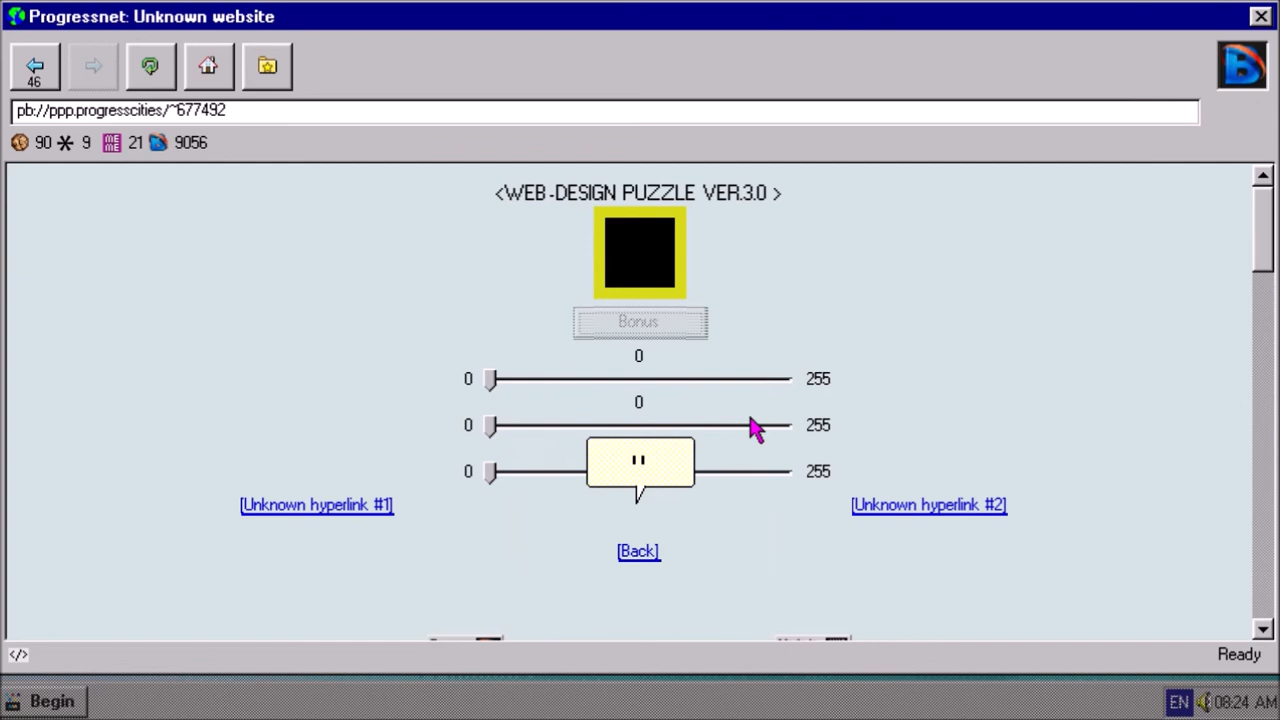 Progressnet: Unknown website
46
pb://ppp.progresscities/~677492
90 9 ME ME 21 9056
<WEB-DESIGN PUZZLE VER.3.0 >
Bonus
0
0 255
0
0 255
''
0 255
[Unknown hyperlink #1] [Unknown hyperlink #2]
[Back]
</> Ready
Begin EN 08:24 AM